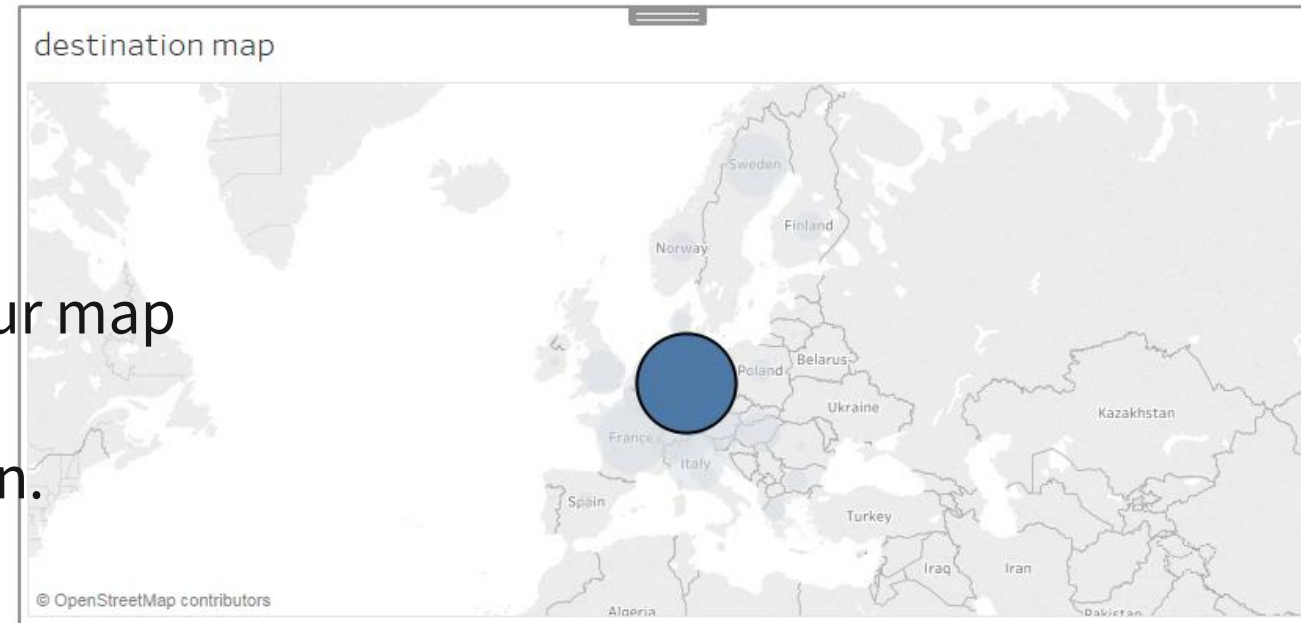 destination map
Sweden
Finland
Norway
ur map
Poland
Belarus
Ukraine
Kazakhstan
France
Italy
n.
Spain
Turkey
Iraq
Iran
© OpenStreetMap contributors
Algeria
Pakistan